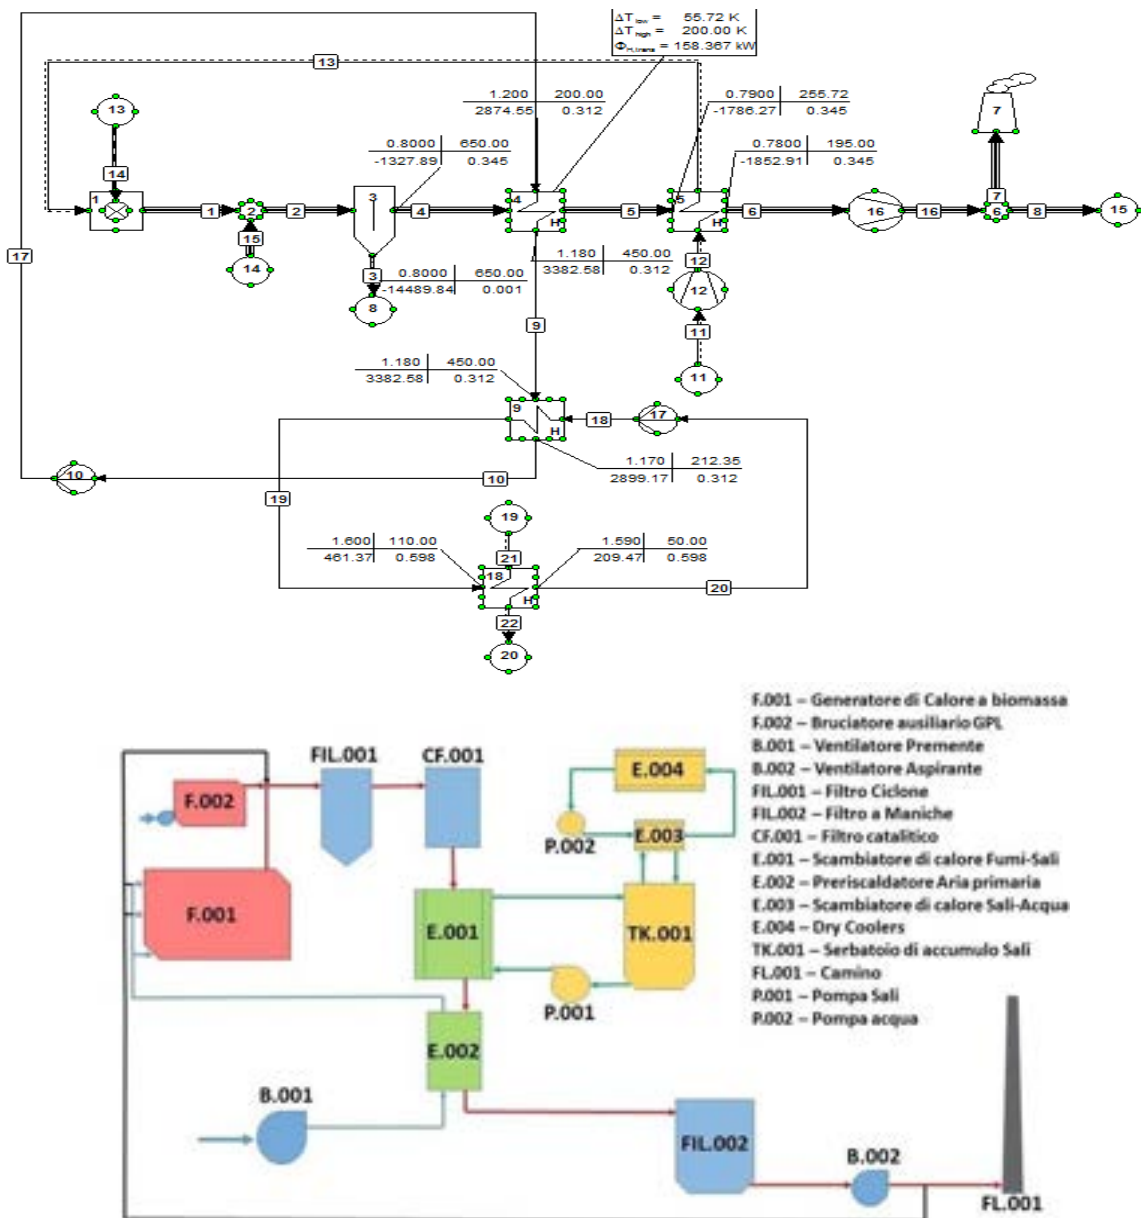 ΔT low = 55.72 K
ΔT high = 200.00 K
Φ H,trans = 158.367 kW
13
1.200 200.00
2874.55 0.312
0.7900 255.72
-1786.27 0.345
13
7
0.8000 650.00
-1327.89 0.345
0.7800 195.00
-1852.91 0.345
14
1
1
2
2
3
4
4
H
5
5
H
6
16
16
7
6
8
15
15
14
17
3
8
0.8000 650.00
-14489.84 0.001
1.180 450.00
3382.58 0.312
12
12
11
11
9
1.180 450.00
3382.58 0.312
9
H
18
17
1.170 212.35
2899.17 0.312
10
10
19
19
1.600 110.00
461.37 0.598
1.590 50.00
209.47 0.598
21
18
H
20
22
20
F.001 – Generatore di Calore a biomassa
F.002 – Bruciatore ausiliario GPL
B.001 – Ventilatore Premente
B.002 – Ventilatore Aspirante
FIL.001 – Filtro Ciclone
FIL.002 – Filtro a Maniche
CF.001 – Filtro catalitico
E.001 – Scambiatore di calore Fumi-Sali
E.002 – Preriscaldatore Aria primaria
E.003 – Scambiatore di calore Sali-Acqua
E.004 – Dry Coolers
TK.001 – Serbatoio di accumulo Sali
FL.001 – Camino
P.001 – Pompa Sali
P.002 – Pompa acqua
FIL.001
CF.001
E.004
F.002
P.002
E.003
F.001
E.001
TK.001
P.001
E.002
B.001
FIL.002
B.002
FL.001